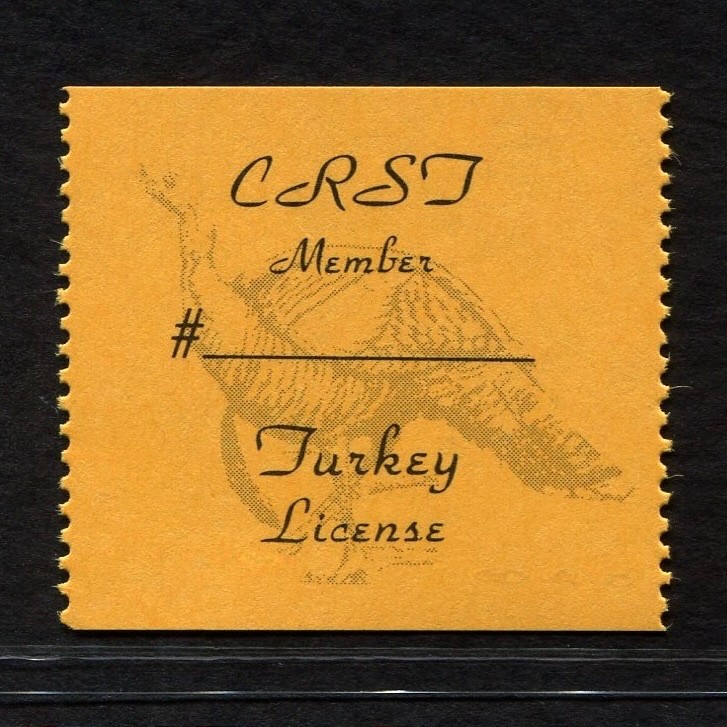 CRST
Member
#
Turkey
License